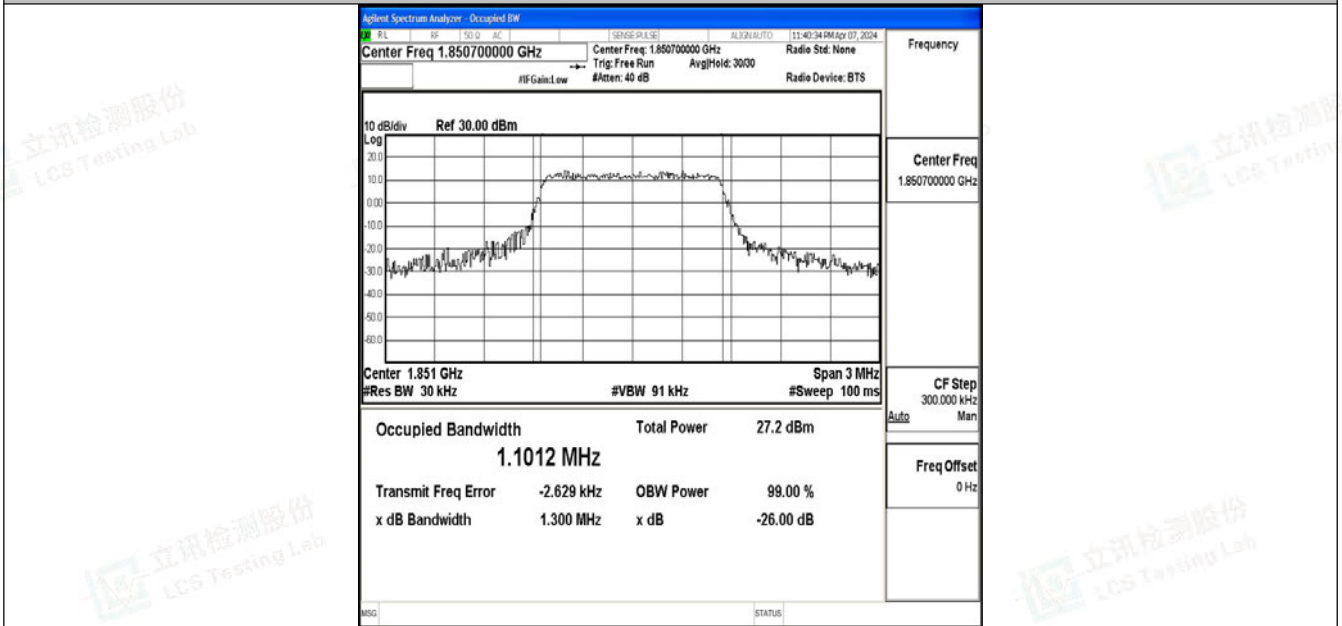 Agilent Spectrum Analyzer - Occupied BW
RL RF 50 Ω AC SENSE:PULSE ALIGNAUTO 11:40:34 PM Apr 07, 2024
Center Freq 1.850700000 GHz
Center Freq: 1.850700000 GHz
Radio Std: None
Trig: Free Run Avg|Hold: 30/30
#IFGain:Low
#Atten: 40 dB
Radio Device: BTS
Frequency
10 dB/div Ref 30.00 dBm
Log
20.0
10.0
0.00
-10.0
-20.0
-30.0
-40.0
-50.0
-60.0
Center 1.851 GHz Span 3 MHz
#Res BW 30 kHz #VBW 91 kHz #Sweep 100 ms
Center Freq
1.850700000 GHz
CF Step
300.000 kHz
Auto Man
Freq Offset
0 Hz
Occupied Bandwidth Total Power 27.2 dBm
1.1012 MHz
Transmit Freq Error -2.629 kHz OBW Power 99.00 %
x dB Bandwidth 1.300 MHz x dB -26.00 dB
MSG STATUS
立讯检测股份
LCS Testing Lab
立讯检测
LCS Testin
立讯检测股份
LCS Testing Lab
立讯检测股份
LCS Testing Lab